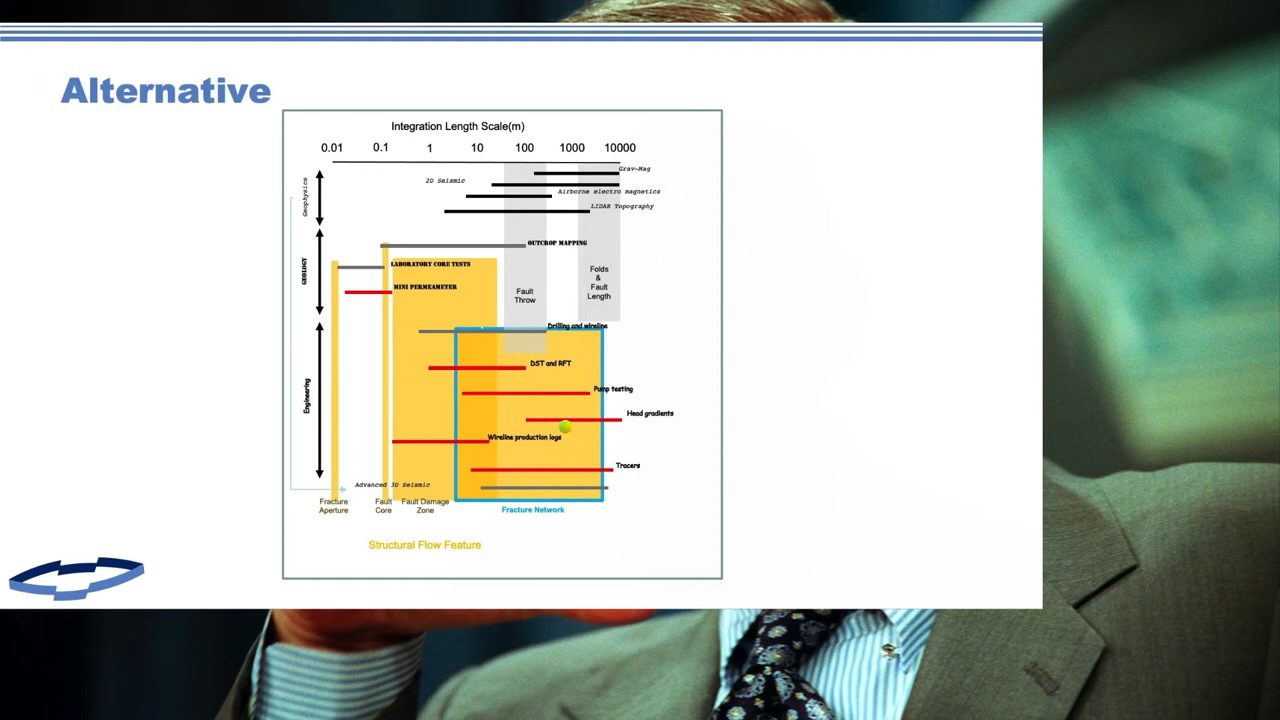 Alternative
Integration Length Scale(m)
0.01 0.1 1 10 100 1000 10000
Geophysics
Grav-Mag
2D Seismic
Airborne electro magnetics
LIDAR Topography
GEOLOGY
OUTCROP MAPPING
LABORATORY CORE TESTS
MINI PERMEAMETER
Fault
Throw
Folds
&
Fault
Length
Engineering
Drilling and wireline
DST and RFT
Pump testing
Head gradients
Wireline production logs
Tracers
Advanced 3D Seismic
Fracture
Aperture
Fault
Core
Fault Damage
Zone
Fracture Network
Structural Flow Feature